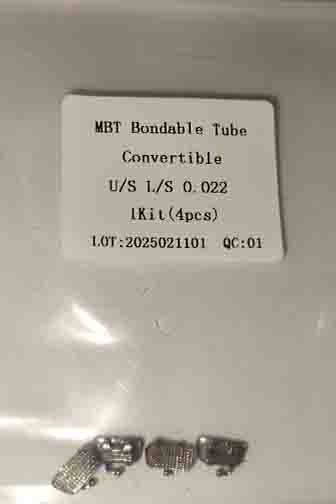 MBT Bondable Tube
Convertible
U/S L/S 0.022
1Kit(4pcs)
LOT:2025021101 QC:01